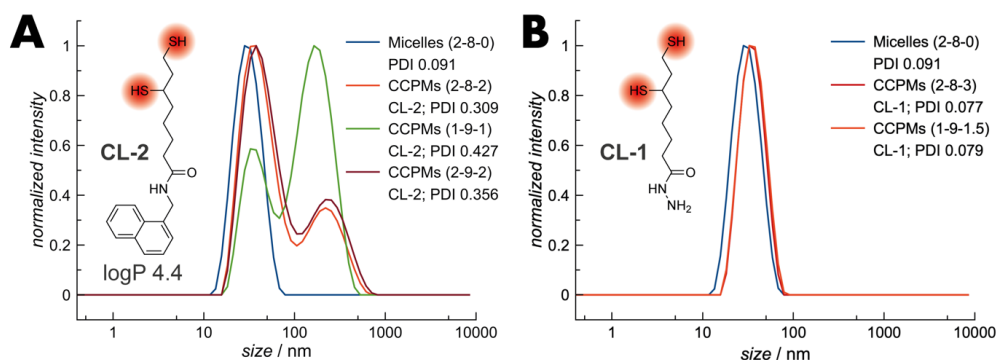 A
SH
HS
CL-2
HN
O
logP 4.4
Micelles (2-8-0)
PDI 0.091
CCPMs (2-8-2)
CL-2; PDI 0.309
CCPMs (1-9-1)
CL-2; PDI 0.427
CCPMs (2-9-2)
CL-2; PDI 0.356
normalized intensity
1
0.8
0.6
0.4
0.2
0
1 10 100 1000 10000
size / nm
B
SH
HS
CL-1
O
HN
NH2
Micelles (2-8-0)
PDI 0.091
CCPMs (2-8-3)
CL-1; PDI 0.077
CCPMs (1-9-1.5)
CL-1; PDI 0.079
normalized intensity
1
0.8
0.6
0.4
0.2
0
1 10 100 1000 10000
size / nm